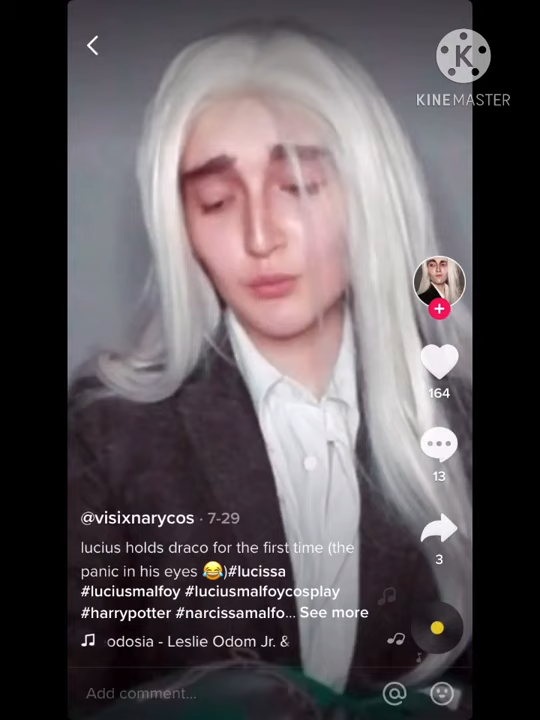 KINEMASTER
164
13
3
@visixnarycos · 7-29
lucius holds draco for the first time (the
panic in his eyes 😂)#lucissa
#luciusmalfoy #luciusmalfoycosplay
#harrypotter #narcissamalfo... See more
odosia - Leslie Odom Jr. &
Add comment...